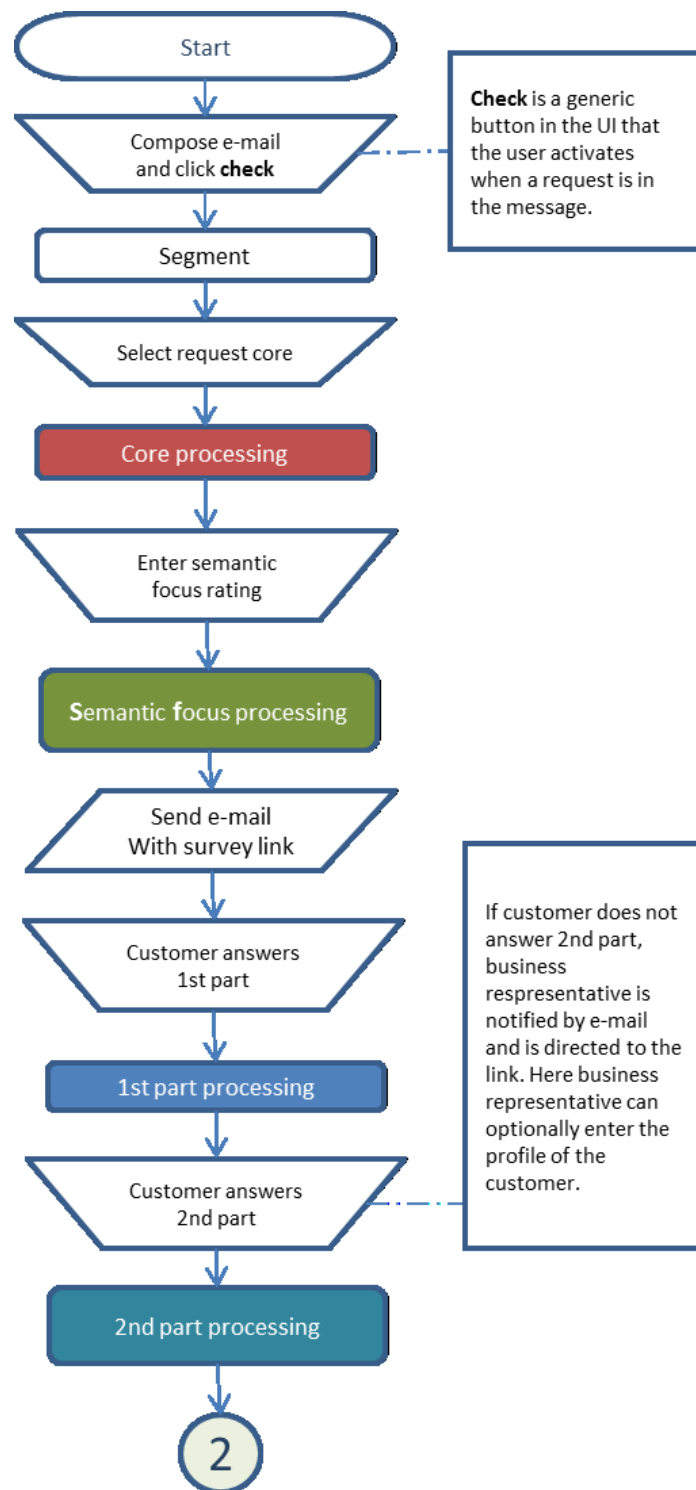 Start
Compose e-mail
and click check
Check is a generic
button in the UI that
the user activates
when a request is in
the message.
Segment
Select request core
Core processing
Enter semantic
focus rating
Semantic focus processing
Send e-mail
With survey link
Customer answers
1st part
1st part processing
Customer answers
2nd part
If customer does not
answer 2nd part,
business
respresentative is
notified by e-mail
and is directed to the
link. Here business
representative can
optionally enter the
profile of the
customer.
2nd part processing
2